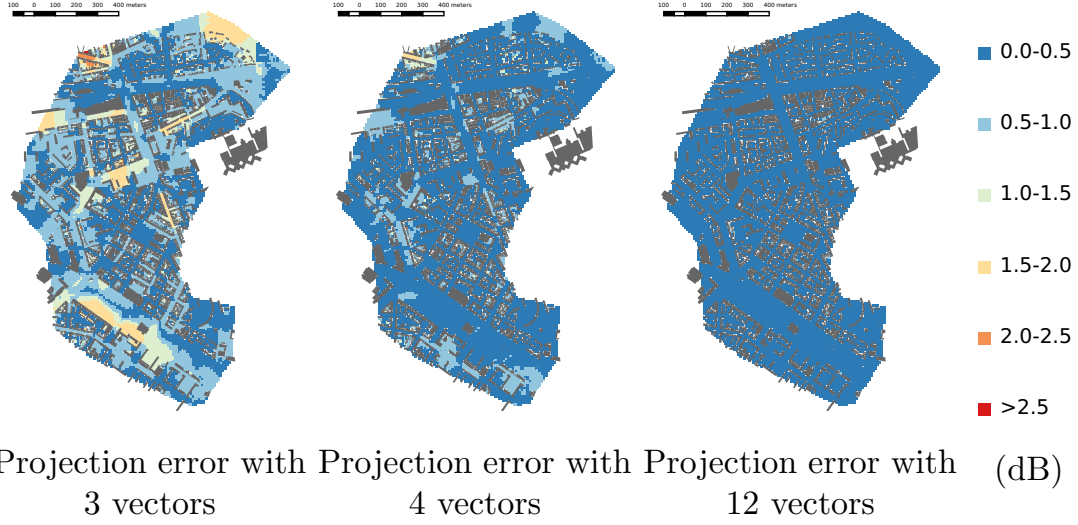 100 0 100 200 300 400 meters
100 0 100 200 300 400 meters
100 0 100 200 300 400 meters
0.0-0.5
0.5-1.0
1.0-1.5
1.5-2.0
2.0-2.5
>2.5
(dB)
Projection error with
3 vectors
Projection error with
4 vectors
Projection error with
12 vectors